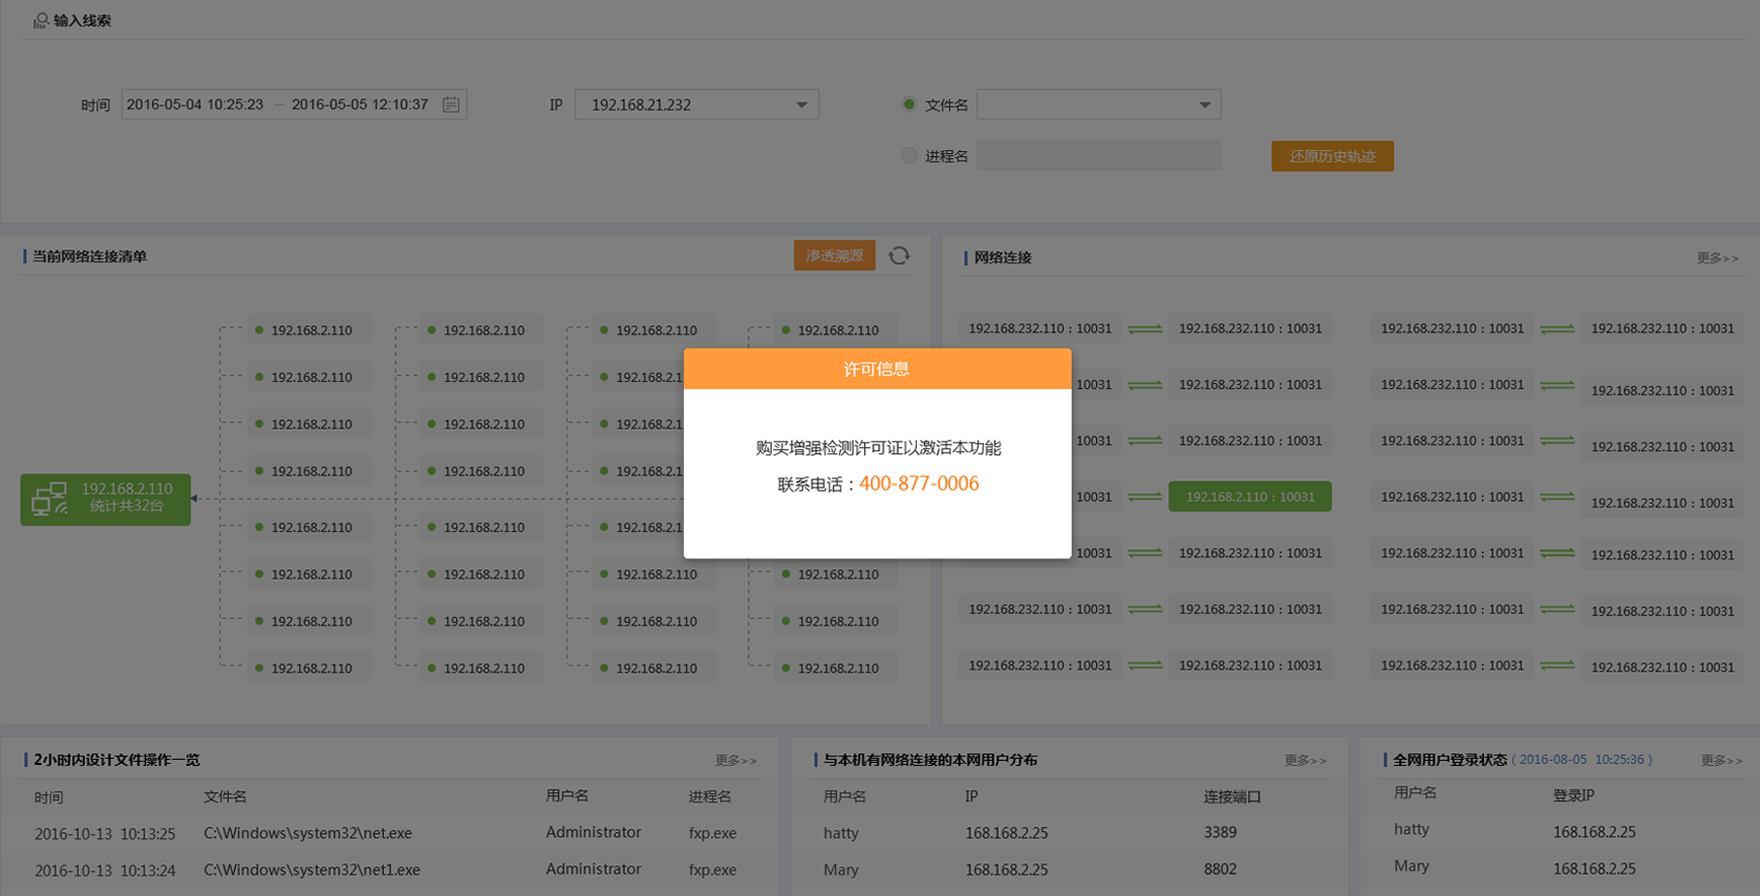 输入线索
时间 2016-05-04 10:25:23 — 2016-05-05 12:10:37 IP 192.168.21.232 文件名
进程名 还原历史轨迹
当前网络连接清单 渗透溯源
192.168.2.110 192.168.2.110 192.168.2.110 192.168.2.110
192.168.2.110 192.168.2.110 192.168.2.1
192.168.2.110 192.168.2.110 192.168.2.1
192.168.2.110 192.168.2.110 192.168.2.1
192.168.2.110
统计共32台
192.168.2.110 192.168.2.110 192.168.2.1
192.168.2.110 192.168.2.110 192.168.2.110 192.168.2.110
192.168.2.110 192.168.2.110 192.168.2.110 192.168.2.110
192.168.2.110 192.168.2.110 192.168.2.110 192.168.2.110
网络连接 更多>>
192.168.232.110 : 10031 192.168.232.110 : 10031 192.168.232.110 : 10031 192.168.232.110 : 10031
10031 192.168.232.110 : 10031 192.168.232.110 : 10031 192.168.232.110 : 10031
10031 192.168.232.110 : 10031 192.168.232.110 : 10031 192.168.232.110 : 10031
10031 192.168.2.110 : 10031 192.168.232.110 : 10031 192.168.232.110 : 10031
10031 192.168.232.110 : 10031 192.168.232.110 : 10031 192.168.232.110 : 10031
192.168.232.110 : 10031 192.168.232.110 : 10031 192.168.232.110 : 10031 192.168.232.110 : 10031
192.168.232.110 : 10031 192.168.232.110 : 10031 192.168.232.110 : 10031 192.168.232.110 : 10031
许可信息
购买增强检测许可证以激活本功能
联系电话：400-877-0006
2小时内设计文件操作一览 更多>>
时间 文件名 用户名 进程名
2016-10-13 10:13:25 C:\Windows\system32\net.exe Administrator fxp.exe
2016-10-13 10:13:24 C:\Windows\system32\net1.exe Administrator fxp.exe
与本机有网络连接的本网用户分布 更多>>
用户名 IP 连接端口
hatty 168.168.2.25 3389
Mary 168.168.2.25 8802
全网用户登录状态 ( 2016-08-05 10:25:36 ) 更多>>
用户名 登录IP
hatty 168.168.2.25
Mary 168.168.2.25